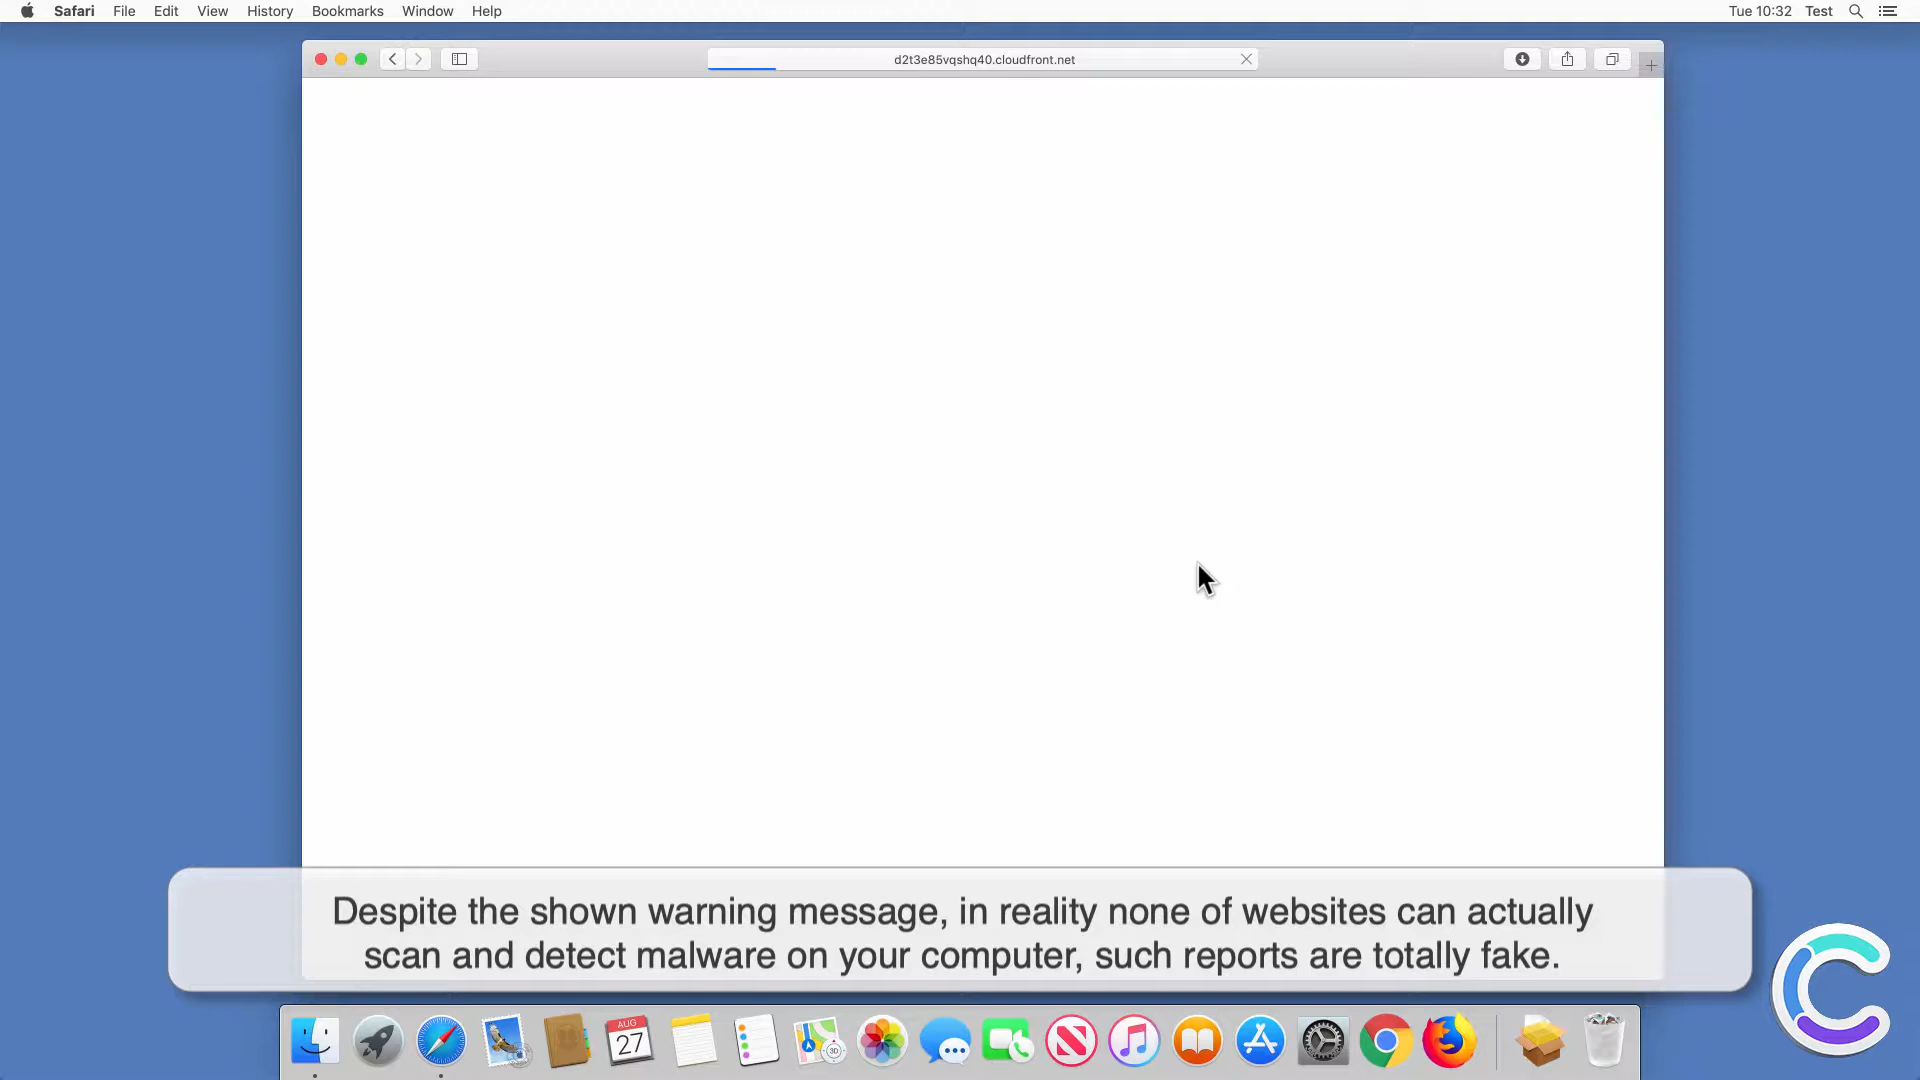 Safari File Edit View History Bookmarks Window Help Tue 10:32 Test
d2t3e85vqshq40.cloudfront.net
Despite the shown warning message, in reality none of websites can actually
scan and detect malware on your computer, such reports are totally fake.
AUG
27
3D